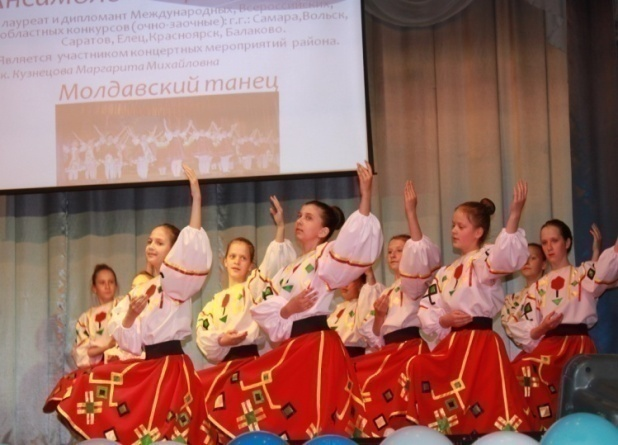 лауреат и дипломант Международных, Всероссийских,
областных конкурсов (очно-заочные): г.г.: Самара,Вольск,
Саратов, Елец,Красноярск, Балаково.
Является участником концертных мероприятий района.
Кузнецова Маргарита Михайловна
Молдавский танец